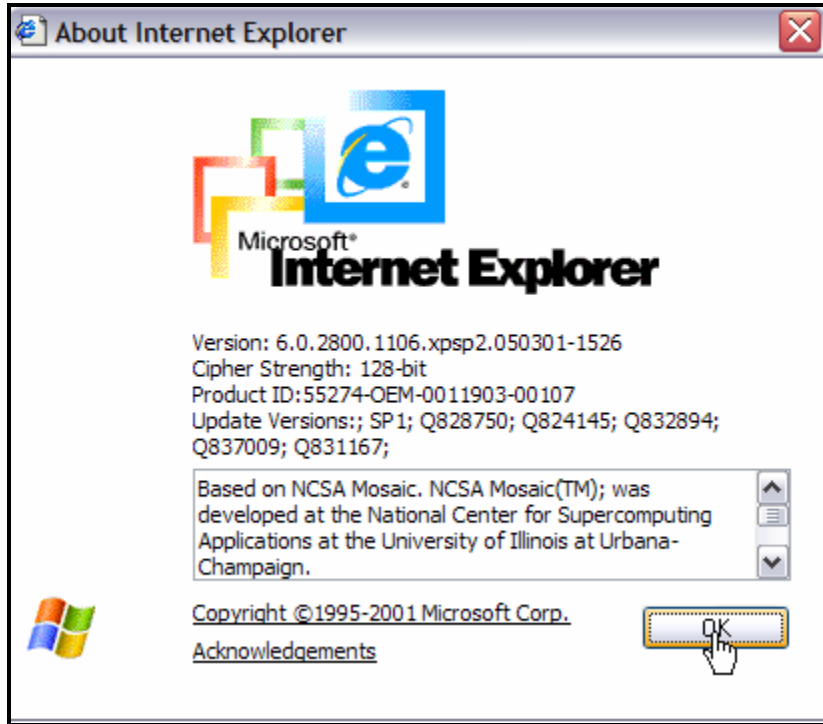 About Internet Explorer
Microsoft®
Internet Explorer
Version: 6.0.2800.1106.xpsp2.050301-1526
Cipher Strength: 128-bit
Product ID:55274-OEM-0011903-00107
Update Versions:; SP1; Q828750; Q824145; Q832894;
Q837009; Q831167;
Based on NCSA Mosaic. NCSA Mosaic(TM); was
developed at the National Center for Supercomputing
Applications at the University of Illinois at Urbana-
Champaign.
Copyright ©1995-2001 Microsoft Corp.
OK
Acknowledgements